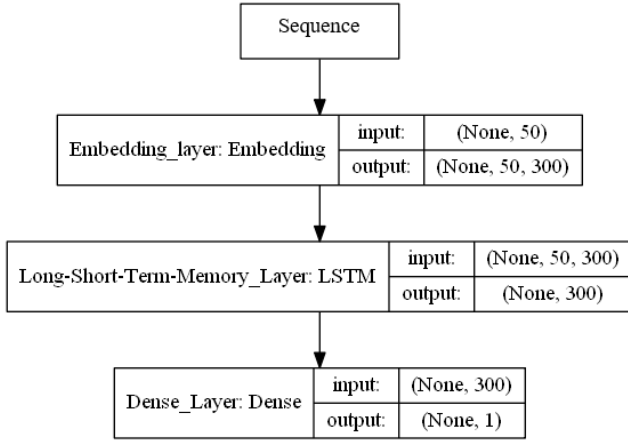 Sequence
Embedding_layer: Embedding
input: (None, 50)
output: (None, 50, 300)
Long-Short-Term-Memory_Layer: LSTM
input: (None, 50, 300)
output: (None, 300)
Dense_Layer: Dense
input: (None, 300)
output: (None, 1)